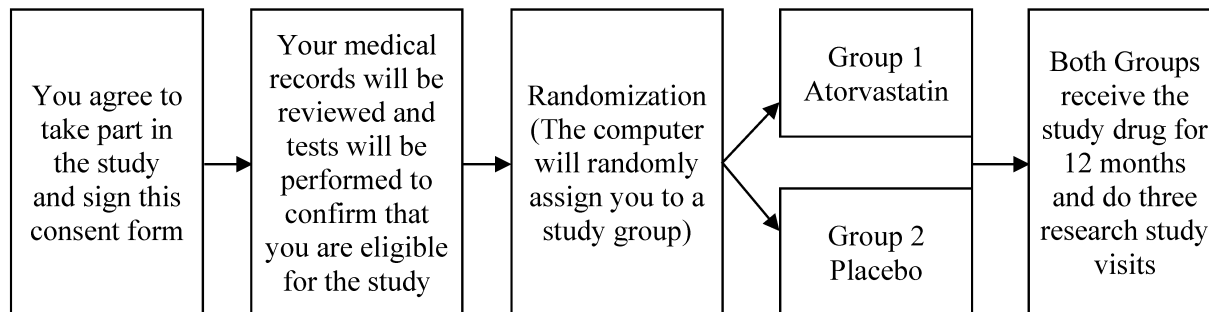 You agree to
take part in
the study
and sign this
consent form
Your medical
records will be
reviewed and
tests will be
performed to
confirm that
you are eligible
for the study
Randomization
(The computer
will randomly
assign you to a
study group)
Group 1
Atorvastatin
Group 2
Placebo
Both Groups
receive the
study drug for
12 months
and do three
research study
visits